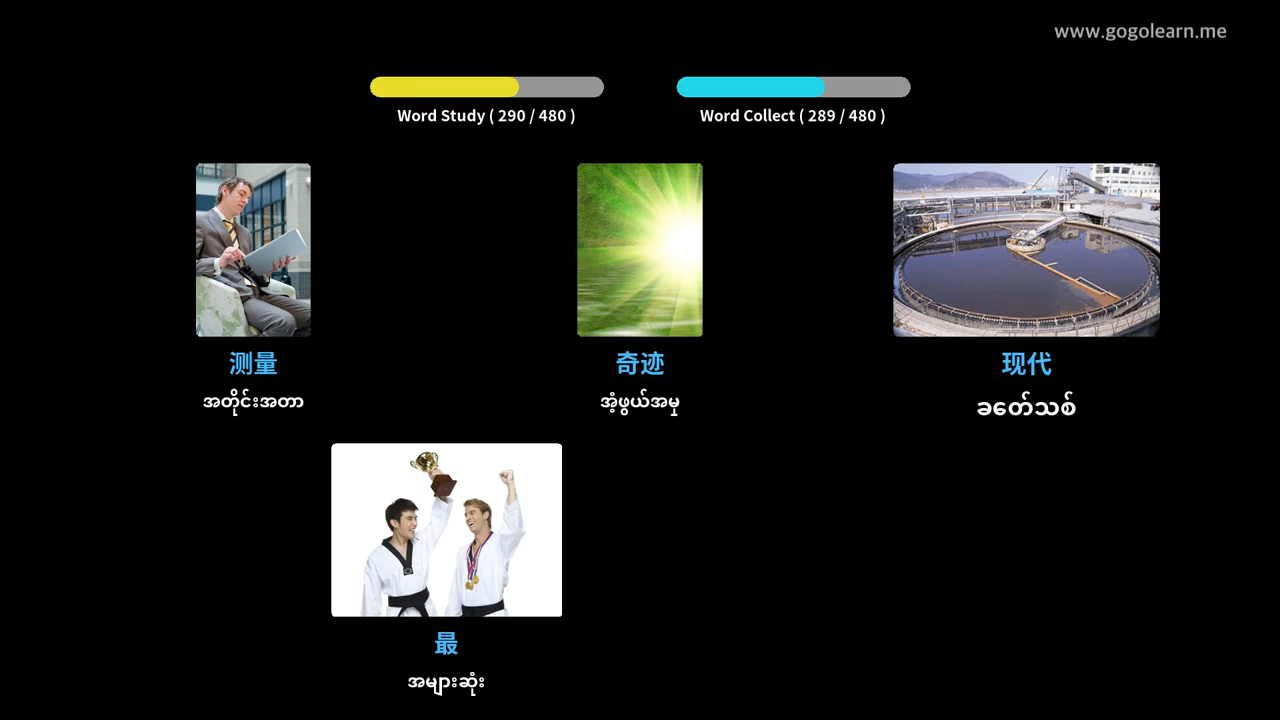 www.gogolearn.me
Word Study ( 290 / 480 )
Word Collect ( 289 / 480 )
测量
奇迹
现代
အတိုင်းအတာ
အံ့ဖွယ်အမှု
ခေတ်သစ်
最
အများဆုံး